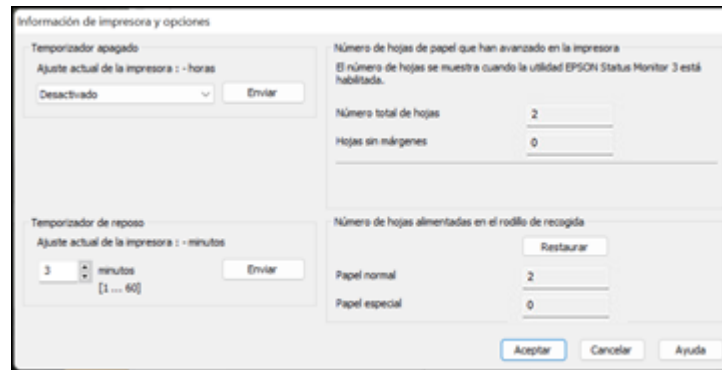 Información de impresora y opciones
Temporizador apagado
Ajuste actual de la impresora : - horas
Desactivado
Enviar
Número de hojas de papel que han avanzado en la impresora
El número de hojas se muestra cuando la utilidad EPSON Status Monitor 3 está
habilitada.
Número total de hojas
2
Hojas sin márgenes
0
Temporizador de reposo
Ajuste actual de la impresora : - minutos
3
minutos
[1 ... 60]
Enviar
Número de hojas alimentadas en el rodillo de recogida
Restaurar
Papel normal
2
Papel especial
0
Aceptar
Cancelar
Ayuda